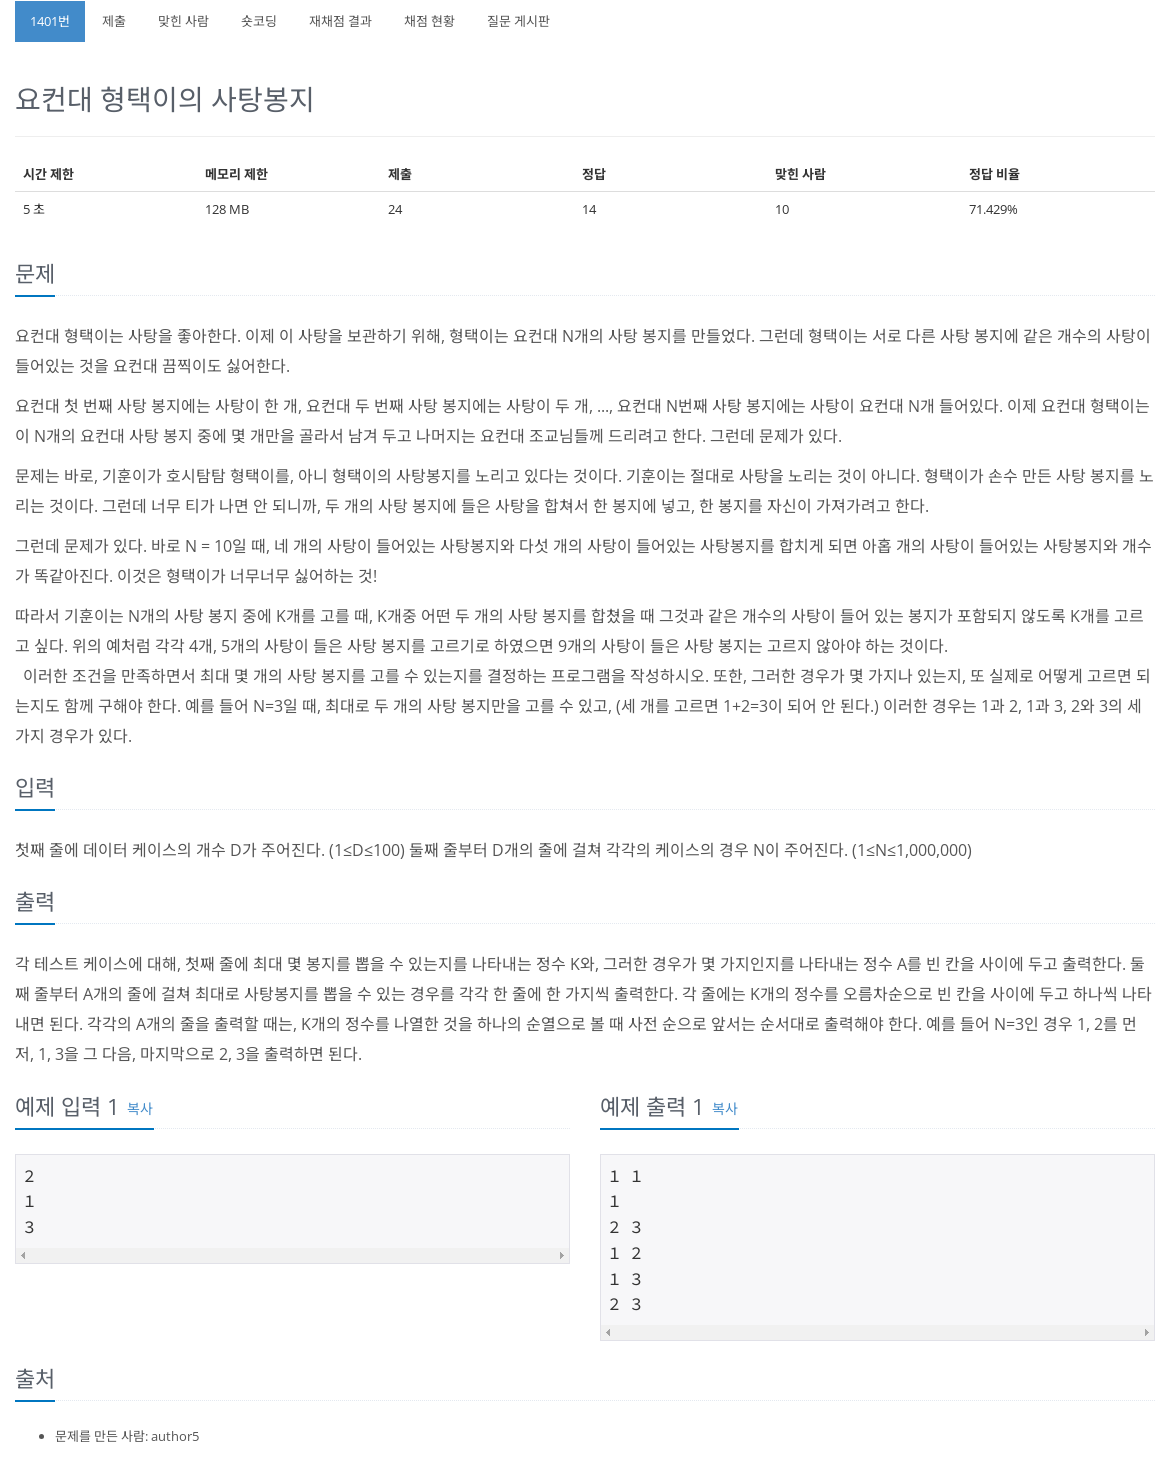 1401번 제출 맞힌 사람 숏코딩 재채점 결과 채점 현황 질문 게시판
요컨대 형택이의 사탕봉지
시간 제한 메모리 제한 제출 정답 맞힌 사람 정답 비율
5 초 128 MB 24 14 10 71.429%
문제
요컨대 형택이는 사탕을 좋아한다. 이제 이 사탕을 보관하기 위해, 형택이는 요컨대 N개의 사탕 봉지를 만들었다. 그런데 형택이는 서로 다른 사탕 봉지에 같은 개수의 사탕이
들어있는 것을 요컨대 끔찍이도 싫어한다.
요컨대 첫 번째 사탕 봉지에는 사탕이 한 개, 요컨대 두 번째 사탕 봉지에는 사탕이 두 개, ..., 요컨대 N번째 사탕 봉지에는 사탕이 요컨대 N개 들어있다. 이제 요컨대 형택이는
이 N개의 요컨대 사탕 봉지 중에 몇 개만을 골라서 남겨 두고 나머지는 요컨대 조교님들께 드리려고 한다. 그런데 문제가 있다.
문제는 바로, 기훈이가 호시탐탐 형택이를, 아니 형택이의 사탕봉지를 노리고 있다는 것이다. 기훈이는 절대로 사탕을 노리는 것이 아니다. 형택이가 손수 만든 사탕 봉지를 노
리는 것이다. 그런데 너무 티가 나면 안 되니까, 두 개의 사탕 봉지에 들은 사탕을 합쳐서 한 봉지에 넣고, 한 봉지를 자신이 가져가려고 한다.
그런데 문제가 있다. 바로 N = 10일 때, 네 개의 사탕이 들어있는 사탕봉지와 다섯 개의 사탕이 들어있는 사탕봉지를 합치게 되면 아홉 개의 사탕이 들어있는 사탕봉지와 개수
가 똑같아진다. 이것은 형택이가 너무너무 싫어하는 것!
따라서 기훈이는 N개의 사탕 봉지 중에 K개를 고를 때, K개중 어떤 두 개의 사탕 봉지를 합쳤을 때 그것과 같은 개수의 사탕이 들어 있는 봉지가 포함되지 않도록 K개를 고르
고 싶다. 위의 예처럼 각각 4개, 5개의 사탕이 들은 사탕 봉지를 고르기로 하였으면 9개의 사탕이 들은 사탕 봉지는 고르지 않아야 하는 것이다.
이러한 조건을 만족하면서 최대 몇 개의 사탕 봉지를 고를 수 있는지를 결정하는 프로그램을 작성하시오. 또한, 그러한 경우가 몇 가지나 있는지, 또 실제로 어떻게 고르면 되
는지도 함께 구해야 한다. 예를 들어 N=3일 때, 최대로 두 개의 사탕 봉지만을 고를 수 있고, (세 개를 고르면 1+2=3이 되어 안 된다.) 이러한 경우는 1과 2, 1과 3, 2와 3의 세
가지 경우가 있다.
입력
첫째 줄에 데이터 케이스의 개수 D가 주어진다. (1≤D≤100) 둘째 줄부터 D개의 줄에 걸쳐 각각의 케이스의 경우 N이 주어진다. (1≤N≤1,000,000)
출력
각 테스트 케이스에 대해, 첫째 줄에 최대 몇 봉지를 뽑을 수 있는지를 나타내는 정수 K와, 그러한 경우가 몇 가지인지를 나타내는 정수 A를 빈 칸을 사이에 두고 출력한다. 둘
째 줄부터 A개의 줄에 걸쳐 최대로 사탕봉지를 뽑을 수 있는 경우를 각각 한 줄에 한 가지씩 출력한다. 각 줄에는 K개의 정수를 오름차순으로 빈 칸을 사이에 두고 하나씩 나타
내면 된다. 각각의 A개의 줄을 출력할 때는, K개의 정수를 나열한 것을 하나의 순열으로 볼 때 사전 순으로 앞서는 순서대로 출력해야 한다. 예를 들어 N=3인 경우 1, 2를 먼
저, 1, 3을 그 다음, 마지막으로 2, 3을 출력하면 된다.
예제 입력 1 복사
2
1
3
예제 출력 1 복사
1 1
1
2 3
1 2
1 3
2 3
출처
문제를 만든 사람: author5